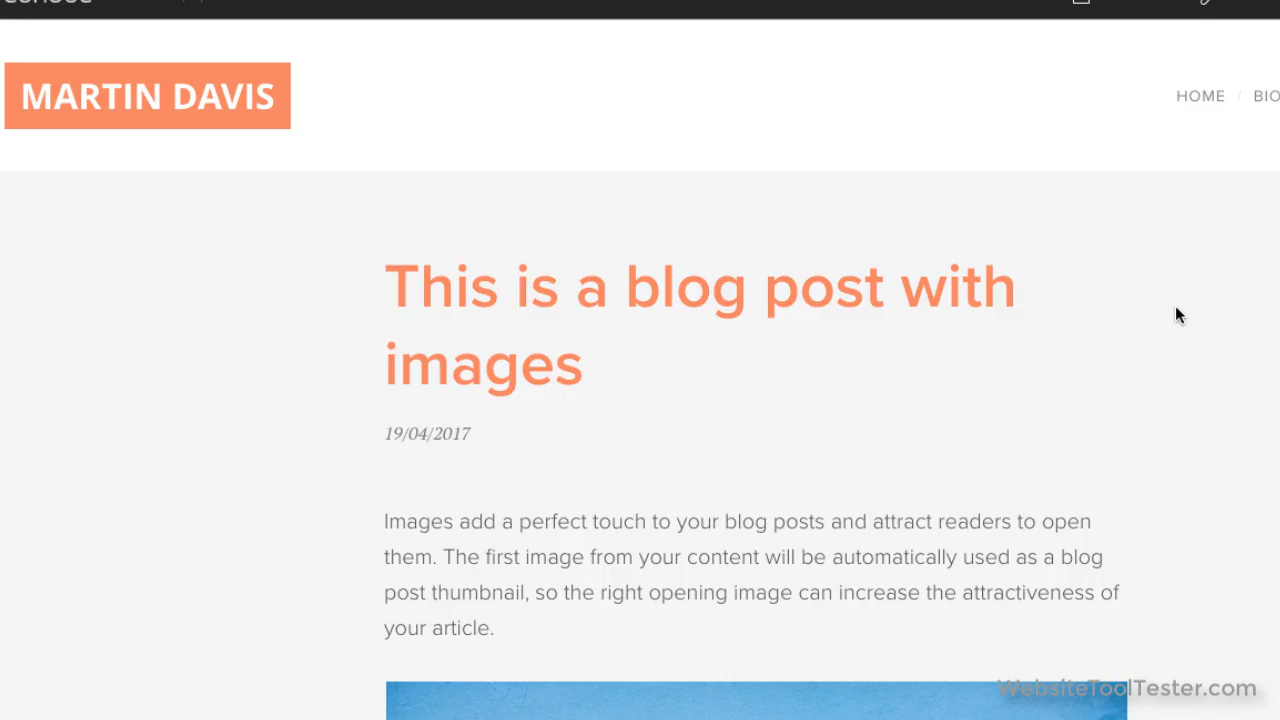 MARTIN DAVIS
HOME / BIO
This is a blog post with
images
19/04/2017
Images add a perfect touch to your blog posts and attract readers to open
them. The first image from your content will be automatically used as a blog
post thumbnail, so the right opening image can increase the attractiveness of
your article.
WebsiteToolTester.com